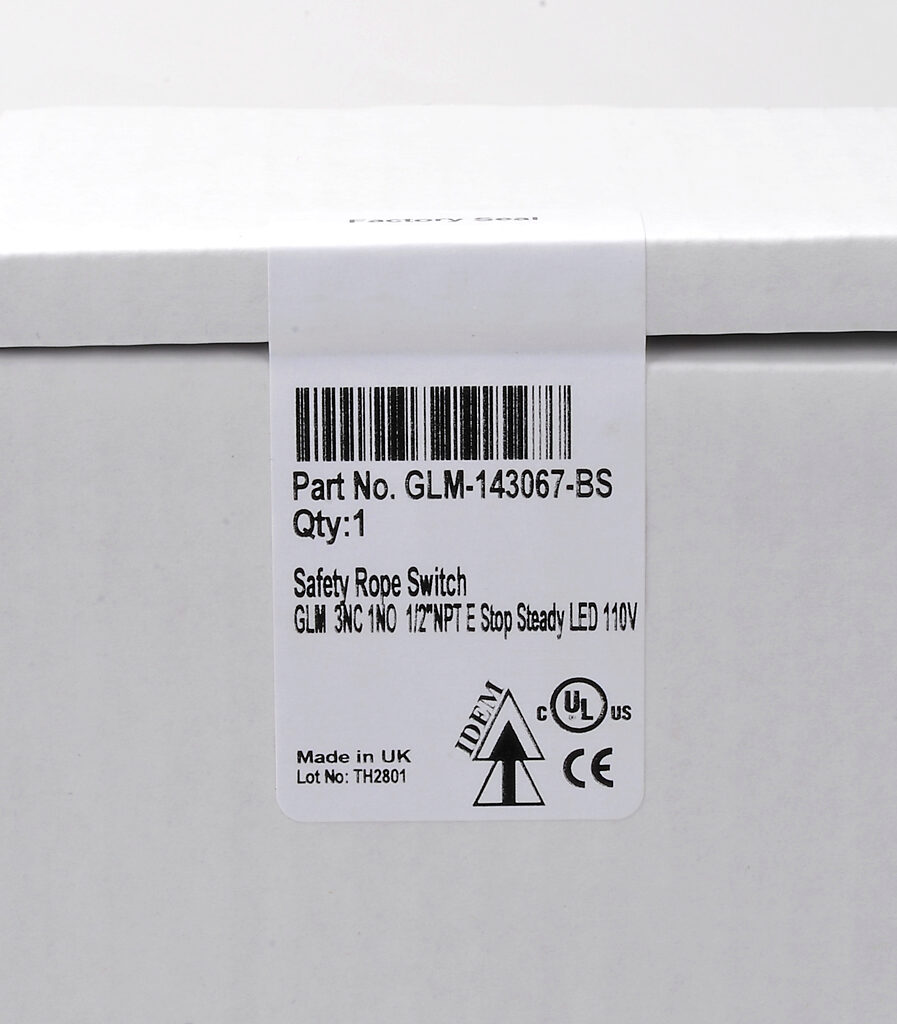 Factory Seal
Part No. GLM-143067-BS
Qty:1
Safety Rope Switch
GLM 3NC 1NO 1/2"NPT E Stop Steady LED 110V
IDEM
C UL US
CE
Made in UK
Lot No: TH2801